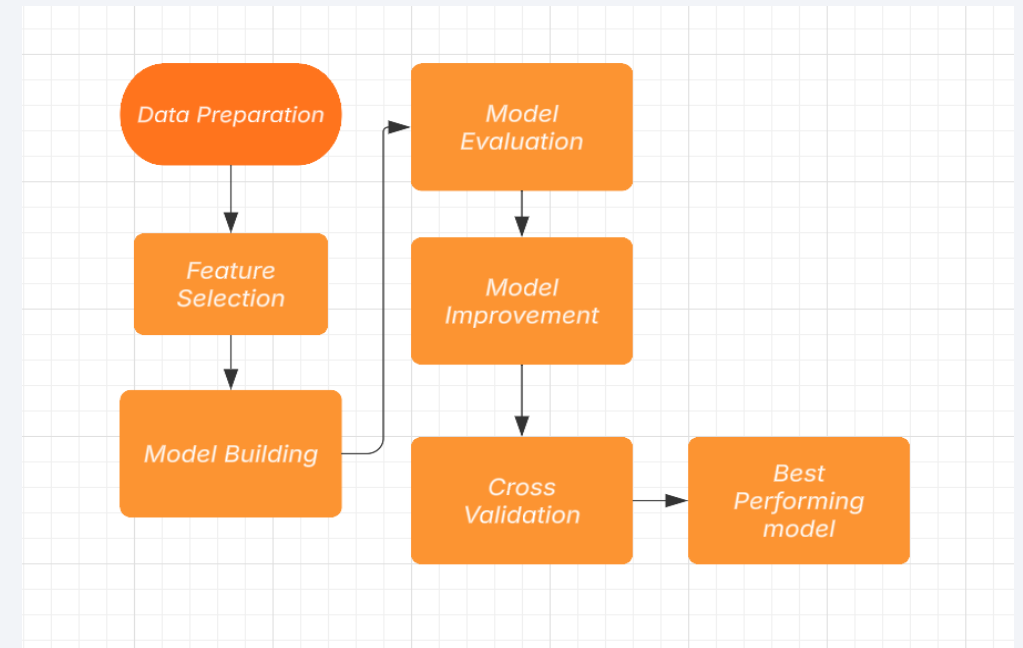 Data Preparation
Feature
Selection
Model Building
Model
Evaluation
Model
Improvement
Cross
Validation
Best
Performing
model